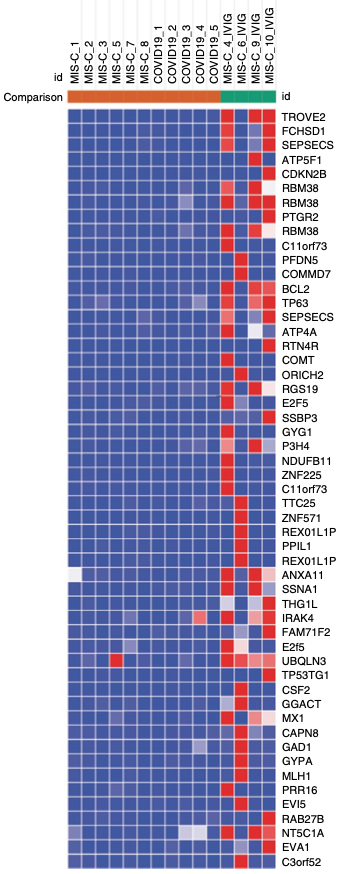 id
MIS-C_1
MIS-C_2
MIS-C_3
MIS-C_5
MIS-C_7
MIS-C_8
COVID19_1
COVID19_2
COVID19_3
COVID19_4
COVID19_5
MIS-C_4_IVIG
MIS-C_6_IVIG
MIS-C_9_IVIG
MIS-C_10_IVIG
Comparison
id
TROVE2
FCHSD1
SEPSECS
ATP5F1
CDKN2B
RBM38
RBM38
PTGR2
RBM38
C11orf73
PFDN5
COMMD7
BCL2
TP63
SEPSECS
ATP4A
RTN4R
COMT
ORICH2
RGS19
E2F5
SSBP3
GYG1
P3H4
NDUFB11
ZNF225
C11orf73
TTC25
ZNF571
REX01L1P
PPIL1
REX01L1P
ANXA11
SSNA1
THG1L
IRAK4
FAM71F2
E2f5
UBQLN3
TP53TG1
CSF2
GGACT
MX1
CAPN8
GAD1
GYPA
MLH1
PRR16
EVI5
RAB27B
NT5C1A
EVA1
C3orf52